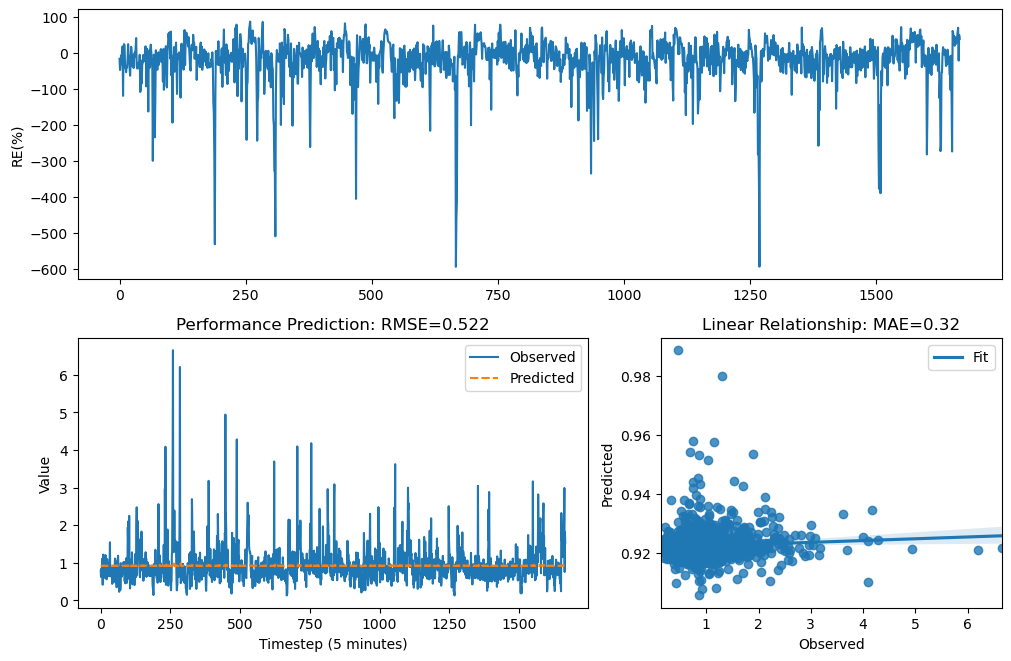 RE(%)
100
0
−100
−200
−300
−400
−500
−600
0 250 500 750 1000 1250 1500
Performance Prediction: RMSE=0.522
Value
6
5
4
3
2
1
0
Observed
Predicted
0 250 500 750 1000 1250 1500
Timestep (5 minutes)
Linear Relationship: MAE=0.32
Predicted
0.98
0.96
0.94
0.92
Fit
1 2 3 4 5 6
Observed